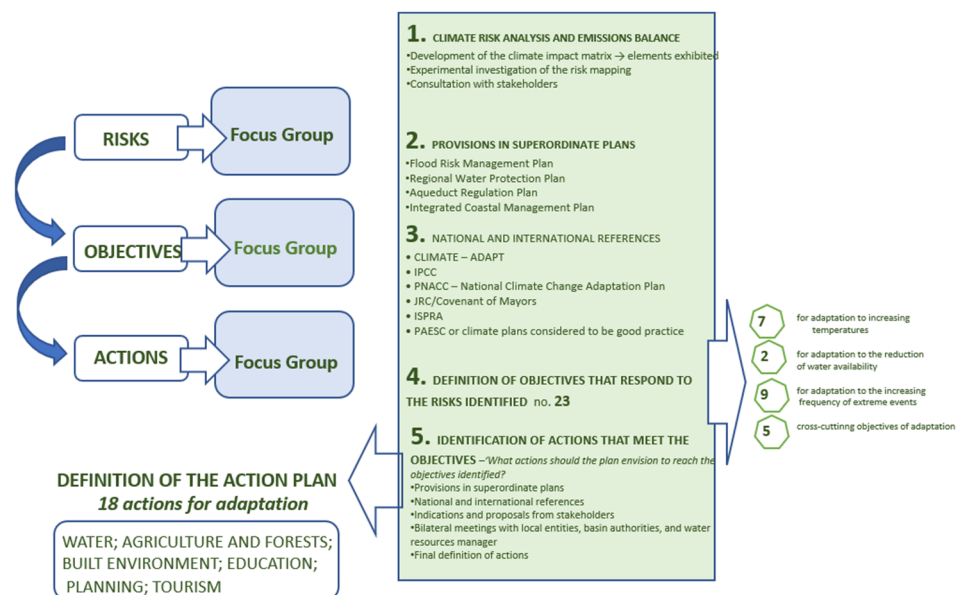 RISKS
Focus Group
OBJECTIVES
Focus Group
ACTIONS
Focus Group
1. CLIMATE RISK ANALYSIS AND EMISSIONS BALANCE
•Development of the climate impact matrix → elements exhibited
•Experimental investigation of the risk mapping
•Consultation with stakeholders
2. PROVISIONS IN SUPERORDINATE PLANS
•Flood Risk Management Plan
•Regional Water Protection Plan
•Aqueduct Regulation Plan
•Integrated Coastal Management Plan
3. NATIONAL AND INTERNATIONAL REFERENCES
• CLIMATE – ADAPT
• IPCC
• PNACC – National Climate Change Adaptation Plan
• JRC/Covenant of Mayors
• ISPRA
• PAESC or climate plans considered to be good practice
4. DEFINITION OF OBJECTIVES THAT RESPOND TO
THE RISKS IDENTIFIED no. 23
5. IDENTIFICATION OF ACTIONS THAT MEET THE
OBJECTIVES –‘What actions should the plan envision to reach the
objectives identified?
•Provisions in superordinate plans
•National and international references
•Indications and proposals from stakeholders
•Bilateral meetings with local entities, basin authorities, and water
resources manager
•Final definition of actions
7 for adaptation to increasing
temperatures
2 for adaptation to the reduction
of water availability
9 for adaptation to the increasing
frequency of extreme events
5 cross-cuttinng objectives of adaptation
DEFINITION OF THE ACTION PLAN
18 actions for adaptation
WATER; AGRICULTURE AND FORESTS;
BUILT ENVIRONMENT; EDUCATION;
PLANNING; TOURISM